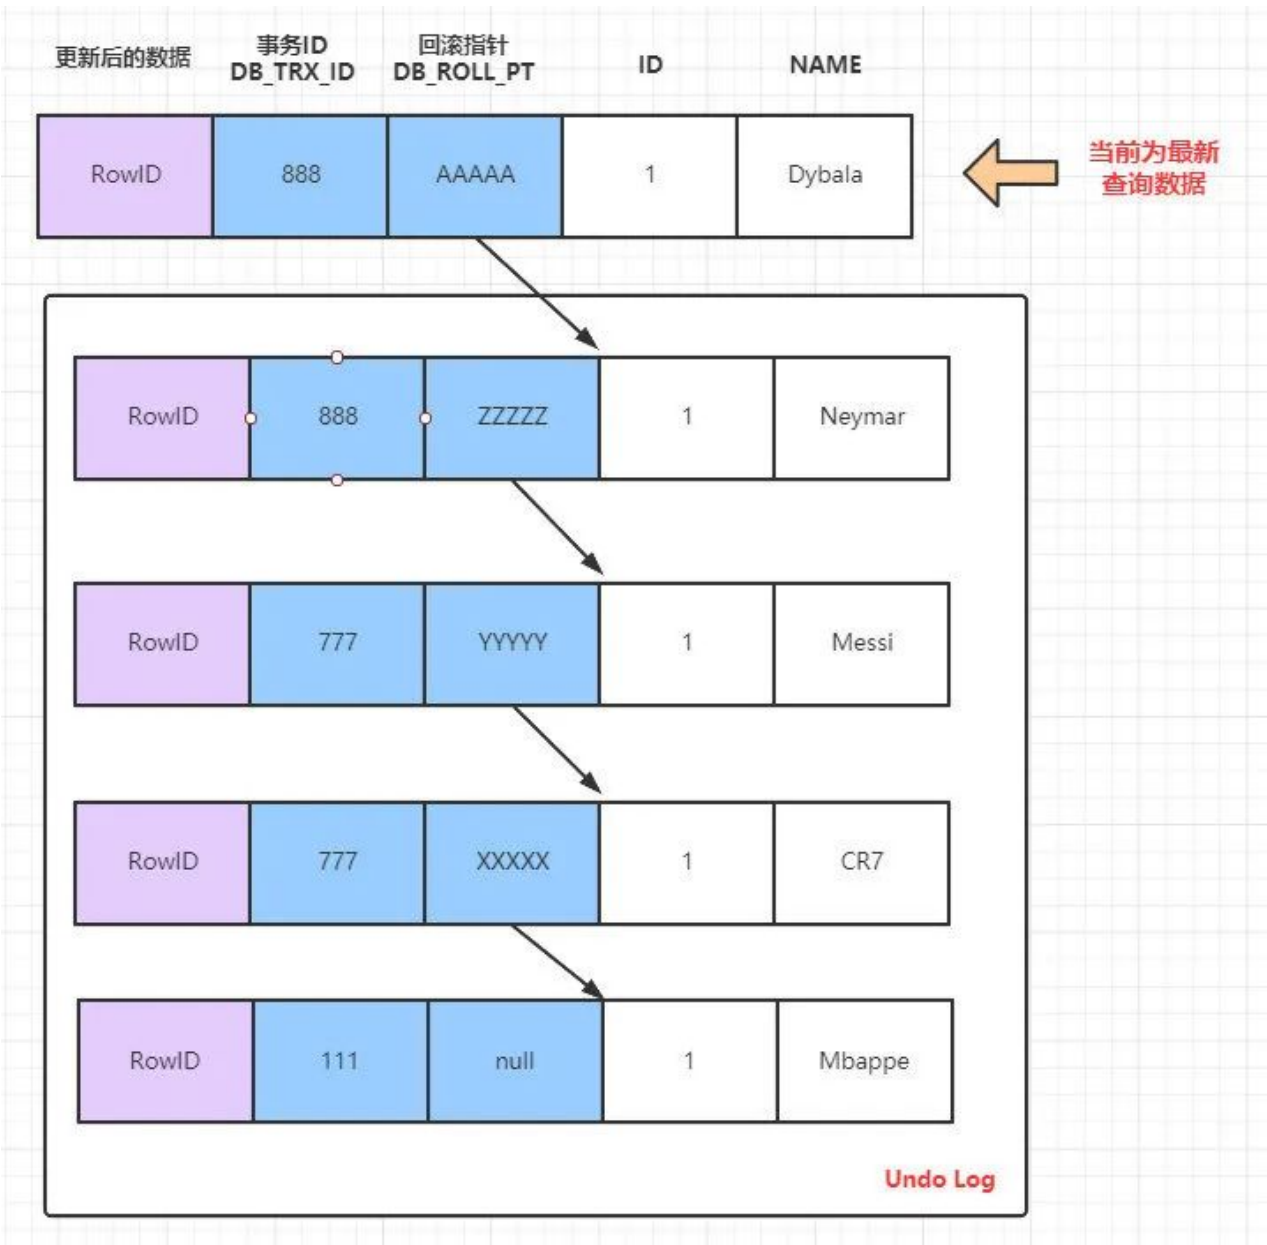 更新后的数据
事务ID
DB_TRX_ID
回滚指针
DB_ROLL_PT
ID
NAME
RowID
888
AAAAA
1
Dybala
当前为最新
查询数据
RowID
888
ZZZZZ
1
Neymar
RowID
777
YYYYY
1
Messi
RowID
777
XXXXX
1
CR7
RowID
111
null
1
Mbappe
Undo Log